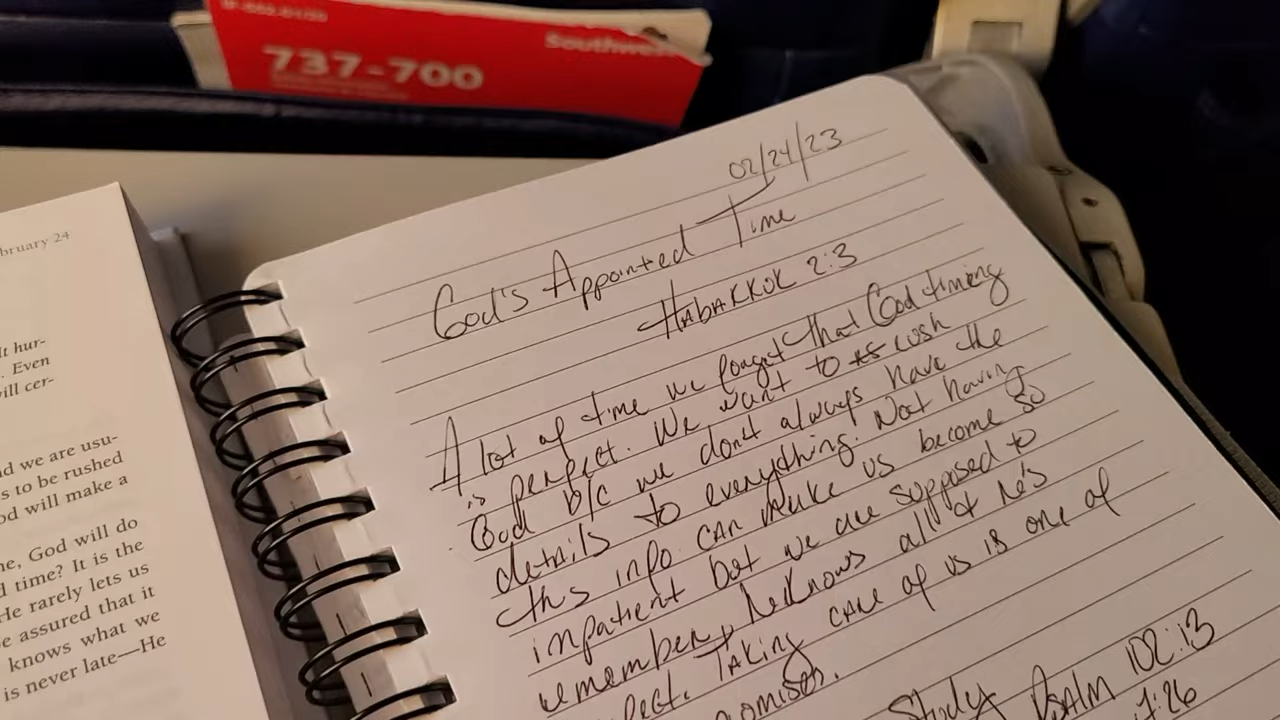 737-700
Southwest
bruary 24
It hur-
. Even
will cer-
nd we are usu-
s to be rushed
od will make a
ne, God will do
d time? It is the
He rarely lets us
e assured that it
knows what we
is never late—He
02/24/23
God's Appointed Time
Habakkuk 2:3
A lot of time we forget that God timing
is perfect. We want to rush
God b/c we don't always have the
details to everything. Not having
this info can make us become so
inpatient but we are supposed to
remember, He knows all & he's
Taking care of us is one of
Study Psalm 102:13
1:26